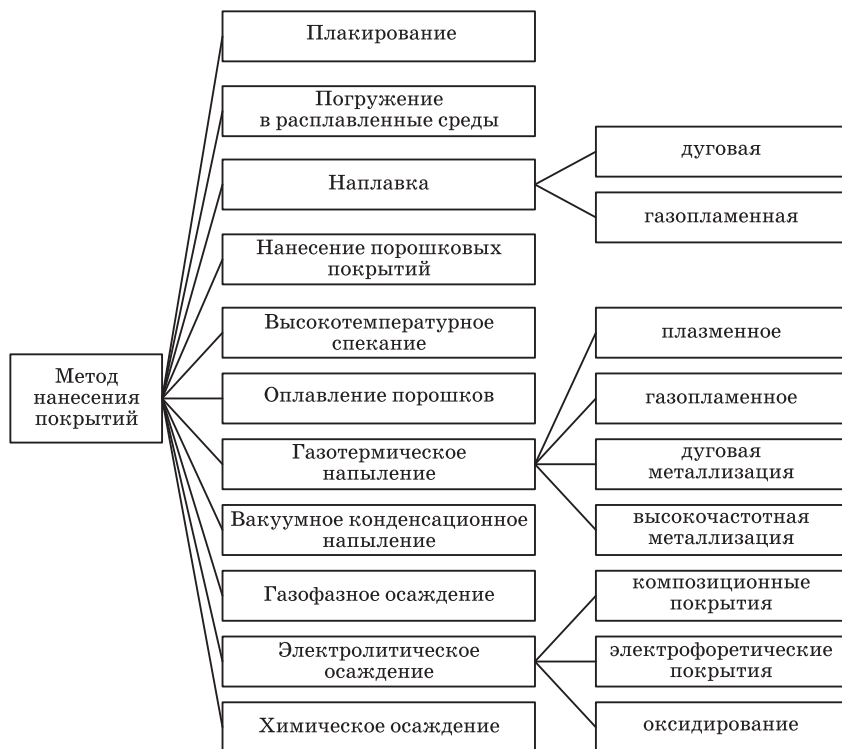 Плакирование
Погружение
в расплавленные среды
дуговая
Наплавка
газопламенная
Нанесение порошковых
покрытий
Высокотемпературное
спекание
плазменное
Метод
нанесения
покрытий
Оплавление порошков
газопламенное
Газотермическое
напыление
дуговая
металлизация
Вакуумное конденсационное
напыление
высокочастотная
металлизация
Газофазное осаждение
композиционные
покрытия
Электролитическое
осаждение
электрофоретические
покрытия
Химическое осаждение
оксидирование